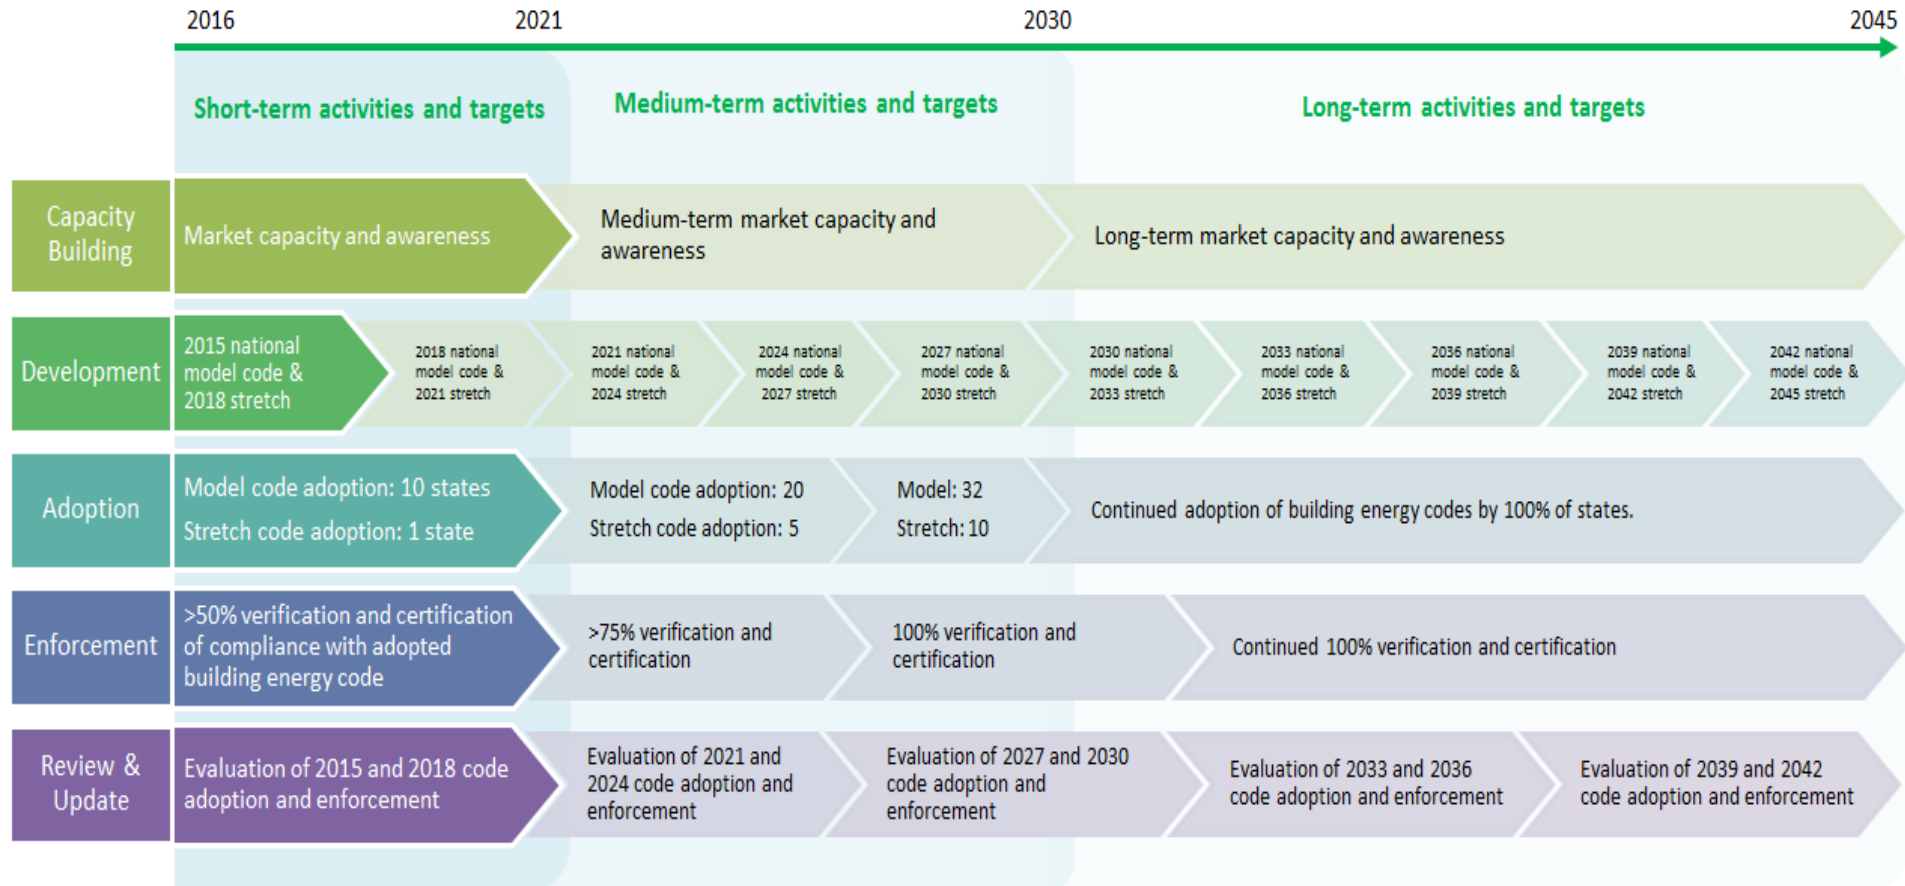 2016
2021
2030
2045
Short-term activities and targets
Medium-term activities and targets
Long-term activities and targets
Capacity
Building
Market capacity and awareness
Medium-term market capacity and
awareness
Long-term market capacity and awareness
Development
2015 national
model code &
2018 stretch
2018 national
model code &
2021 stretch
2021 national
model code &
2024 stretch
2024 national
model code &
2027 stretch
2027 national
model code &
2030 stretch
2030 national
model code &
2033 stretch
2033 national
model code &
2036 stretch
2036 national
model code &
2039 stretch
2039 national
model code &
2042 stretch
2042 national
model code &
2045 stretch
Adoption
Model code adoption: 10 states
Stretch code adoption: 1 state
Model code adoption: 20
Stretch code adoption: 5
Model: 32
Stretch: 10
Continued adoption of building energy codes by 100% of states.
Enforcement
>50% verification and certification
of compliance with adopted
building energy code
>75% verification and
certification
100% verification and
certification
Continued 100% verification and certification
Review &
Update
Evaluation of 2015 and 2018 code
adoption and enforcement
Evaluation of 2021 and
2024 code adoption and
enforcement
Evaluation of 2027 and 2030
code adoption and
enforcement
Evaluation of 2033 and 2036
code adoption and enforcement
Evaluation of 2039 and 2042
code adoption and enforcement